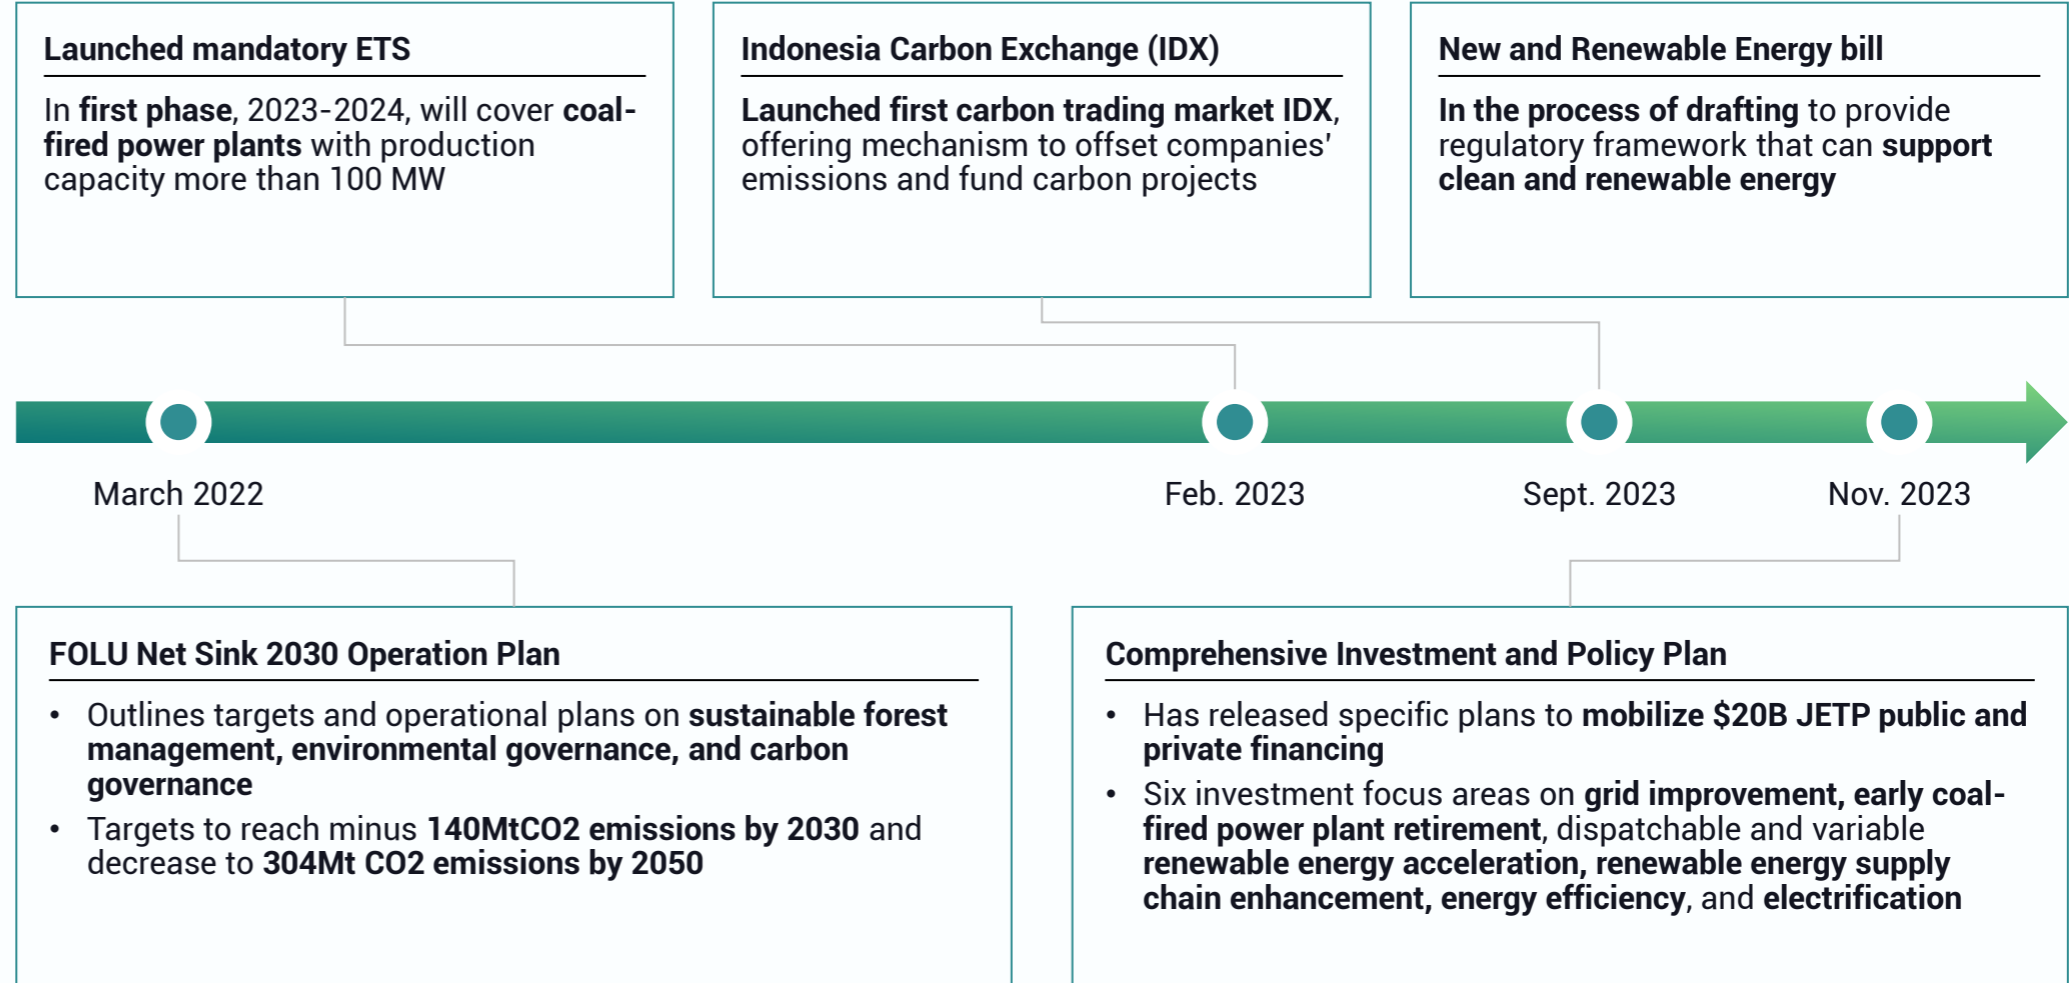 Launched mandatory ETS
In first phase, 2023-2024, will cover coal-
fired power plants with production
capacity more than 100 MW
Indonesia Carbon Exchange (IDX)
Launched first carbon trading market IDX,
offering mechanism to offset companies'
emissions and fund carbon projects
New and Renewable Energy bill
In the process of drafting to provide
regulatory framework that can support
clean and renewable energy
March 2022
Feb. 2023
Sept. 2023
Nov. 2023
FOLU Net Sink 2030 Operation Plan
• Outlines targets and operational plans on sustainable forest
management, environmental governance, and carbon
governance
• Targets to reach minus 140MtCO2 emissions by 2030 and
decrease to 304Mt CO2 emissions by 2050
Comprehensive Investment and Policy Plan
• Has released specific plans to mobilize $20B JETP public and
private financing
• Six investment focus areas on grid improvement, early coal-
fired power plant retirement, dispatchable and variable
renewable energy acceleration, renewable energy supply
chain enhancement, energy efficiency, and electrification